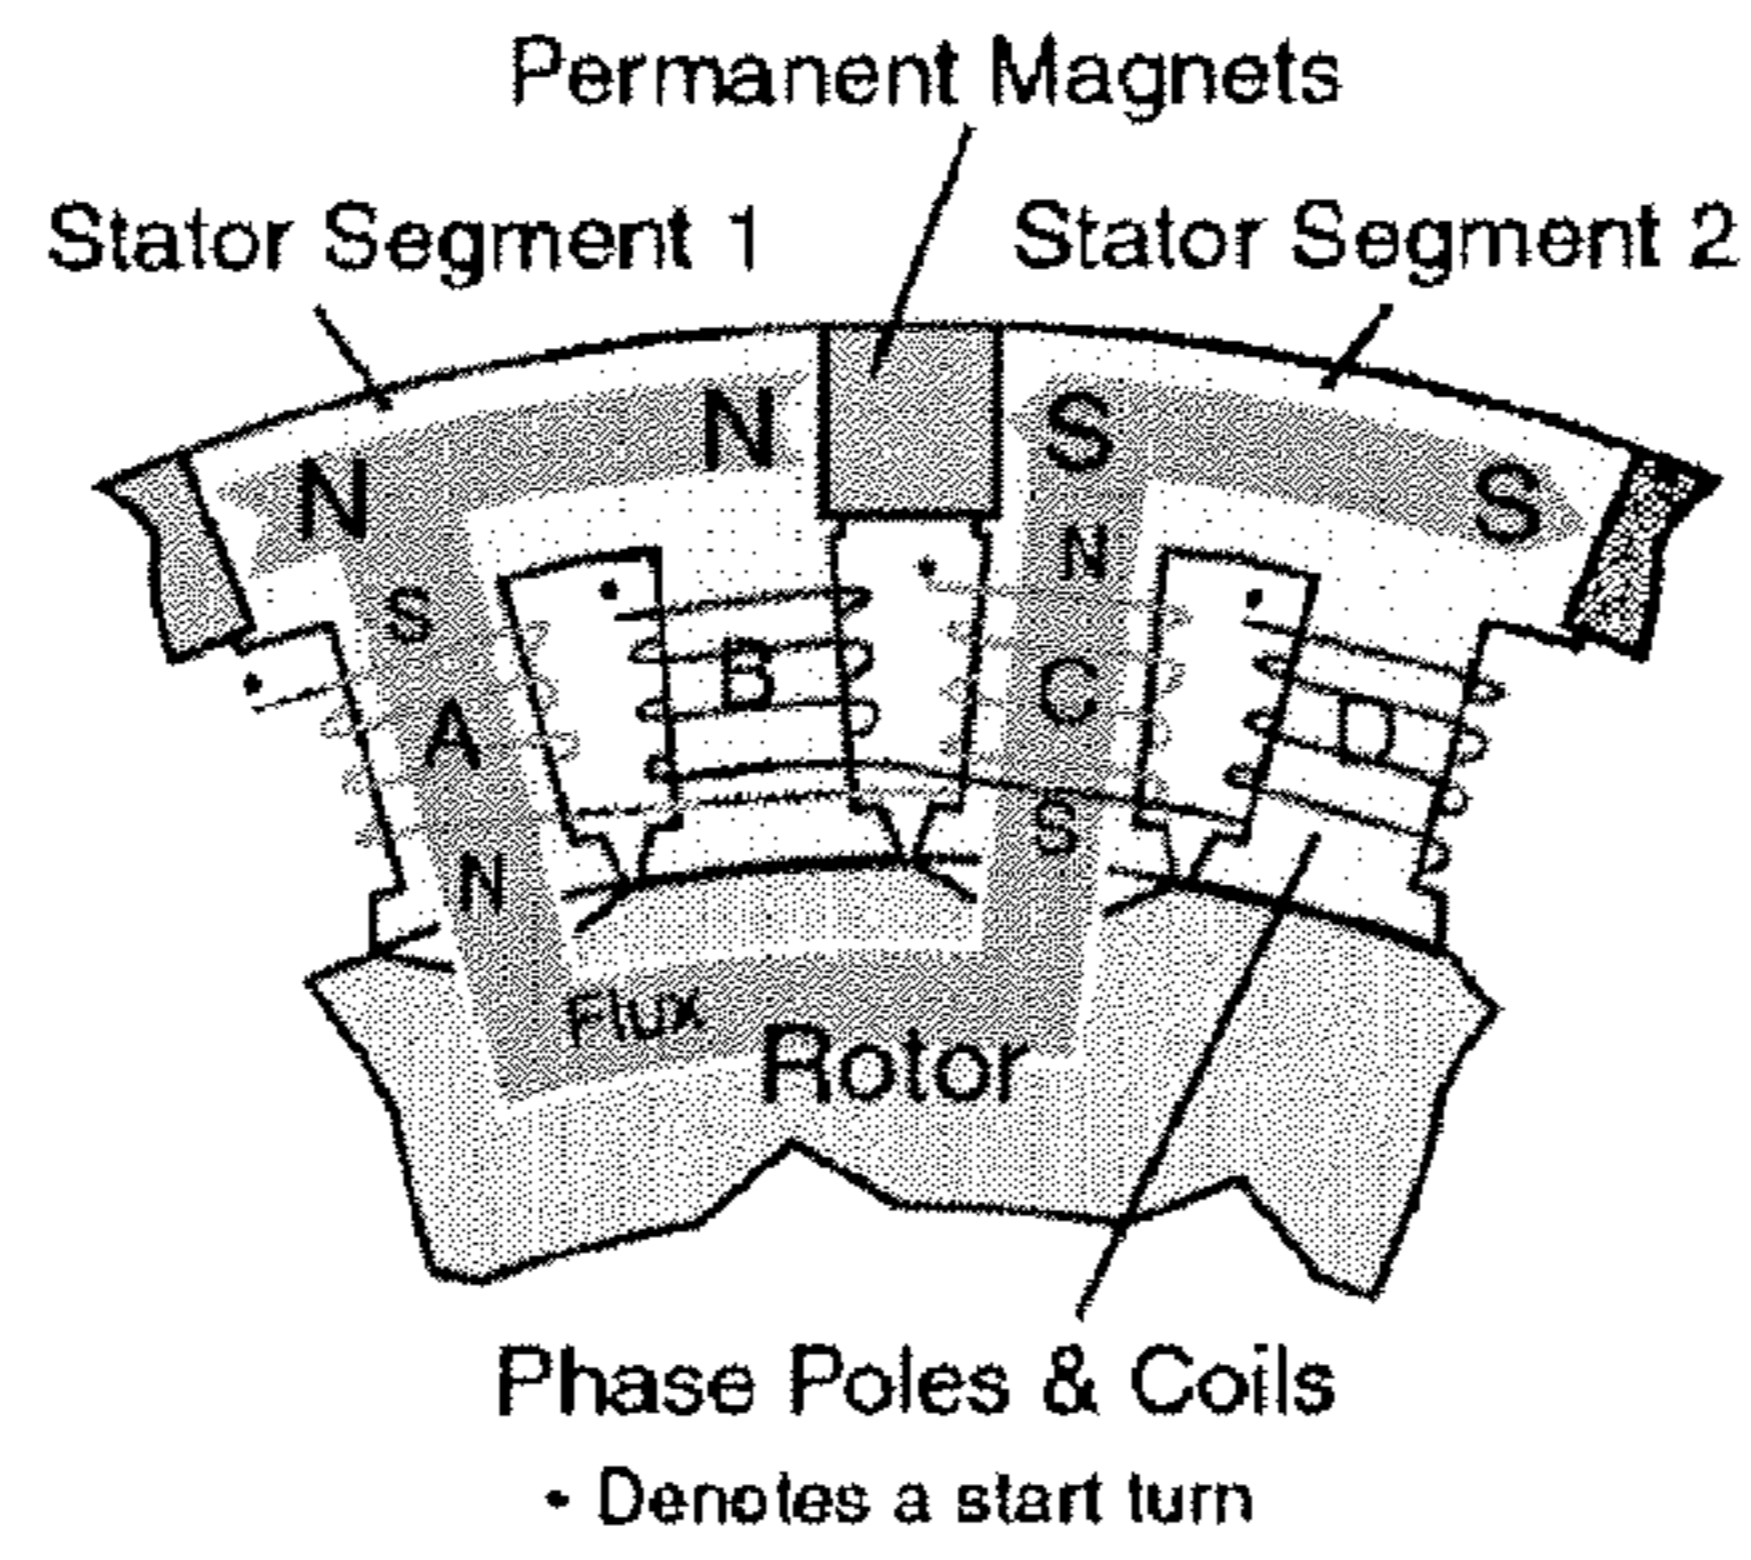 Permanent Magnets
Stator Segment 1
Stator Segment 2
N
N
S
S
S
A
N
B
N
C
S
D
Flux
Rotor
Phase Poles & Coils
• Denotes a start turn